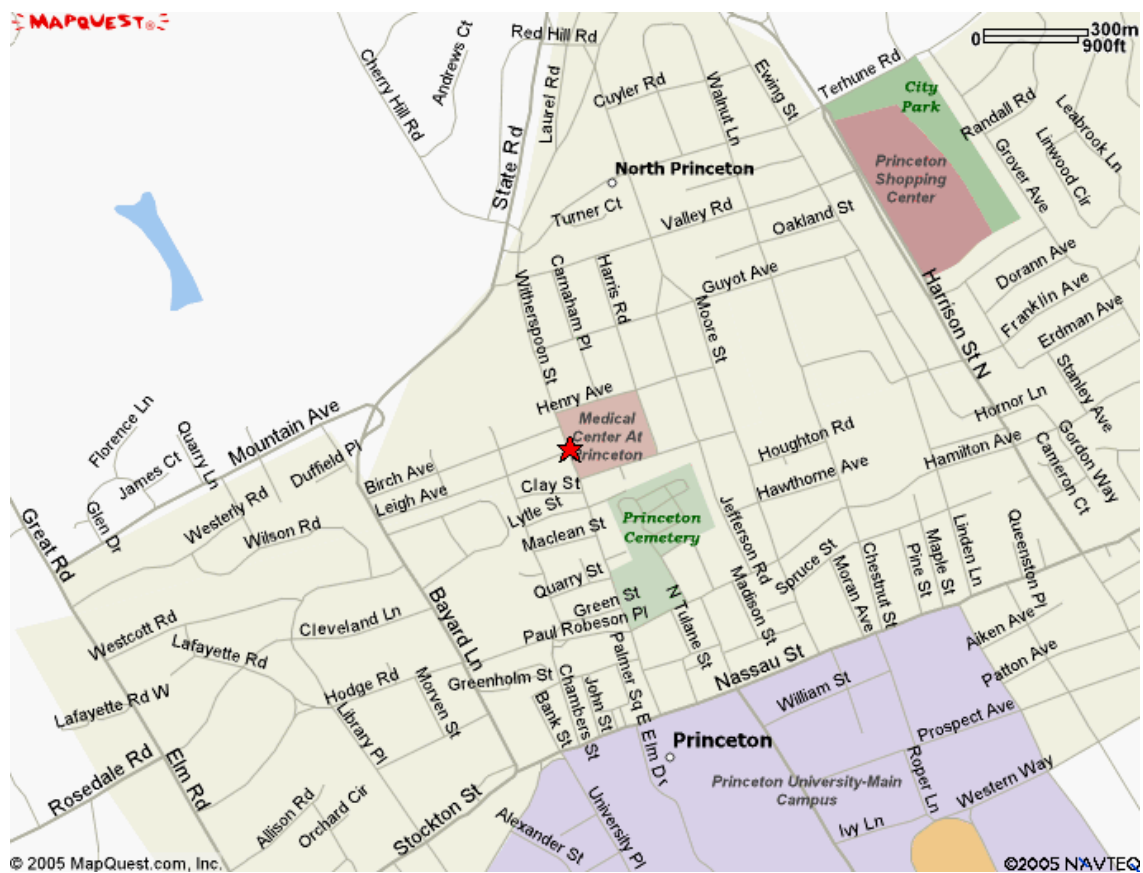 MAPQUEST
0 300m
900ft
Red Hill Rd
Andrews Ct
Cherry Hill Rd
Laurel Rd
State Rd
Cuyler Rd
Walnut Ln
Ewing St
Terhune Rd
City
Park
Randall Rd
Leabrook Ln
Linwood Cir
Grover Ave
Princeton
Shopping
Center
North Princeton
Turner Ct
Valley Rd
Oakland St
Witherspoon St
Carnaham Pl
Harris Rd
Guyot Ave
Moore St
Harrison St N
Dorann Ave
Franklin Ave
Erdman Ave
Stanley Ave
Henry Ave
Medical
Center At
Princeton
Florence Ln
James Ct
Quarry Ln
Mountain Ave
Duffield Pl
Birch Ave
Leigh Ave
Clay St
Lytle St
Maclean St
Houghton Rd
Hawthorne Ave
Hornor Ln
Hamilton Ave
Gordon Way
Cameron Ct
Glen Dr
Great Rd
Westerly Rd
Wilson Rd
Princeton
Cemetery
Jefferson Rd
Quarry St
Green St
Paul Robeson Pl
N Tulane St
Madison St
Spruce St
Moran Ave
Chestnut St
Pine St
Maple St
Linden Ln
Queenston Pl
Westcott Rd
Lafayette Rd
Cleveland Ln
Bayard Ln
Lafayette Rd W
Hodge Rd
Morven St
Library Pl
Greenholm St
Bank St
Chambers St
John St
Palmer Sq E
Elm Dr
Nassau St
William St
Aiken Ave
Patton Ave
Prospect Ave
Princeton
Princeton University-Main
Campus
Roper Ln
Western Way
Ivy Ln
Rosedale Rd
Elm Rd
Allison Rd
Orchard Cir
Stockton St
Alexander St
University Pl
© 2005 MapQuest.com, Inc.
©2005 NAVTEQ